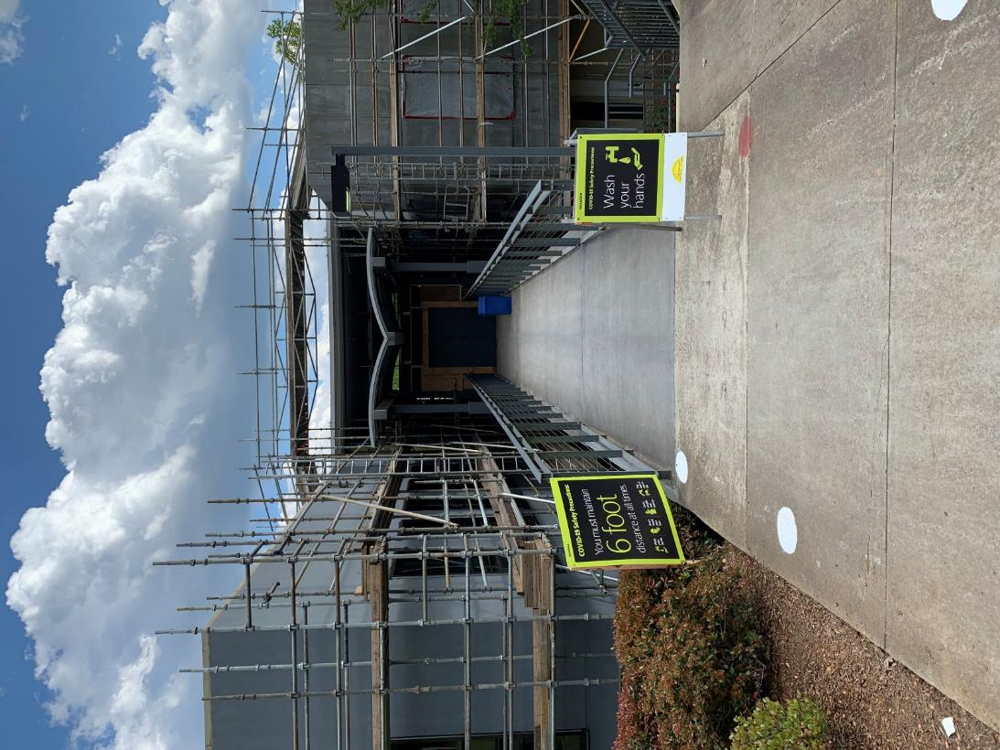 COVID-19 Safety Precautions
You must maintain
6 foot
distance at all times.
COVID-19 Safety Precautions
Wash
your
hands